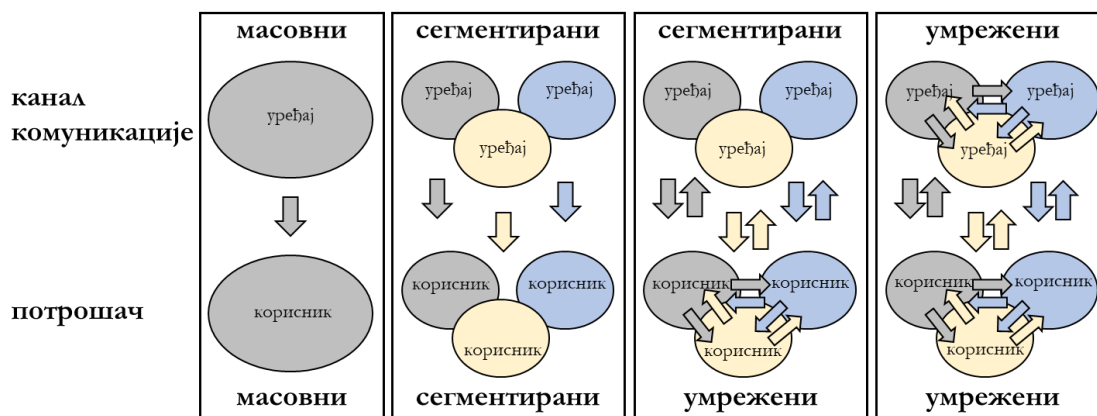 масовни
сегментирани
сегментирани
умрежени
канал
комуникације
уређај
уређај
уређај
уређај
уређај
уређај
уређај
уређај
уређај
уређај
потрошач
корисник
корисник
корисник
корисник
корисник
корисник
корисник
корисник
корисник
корисник
масовни
сегментирани
умрежени
умрежени